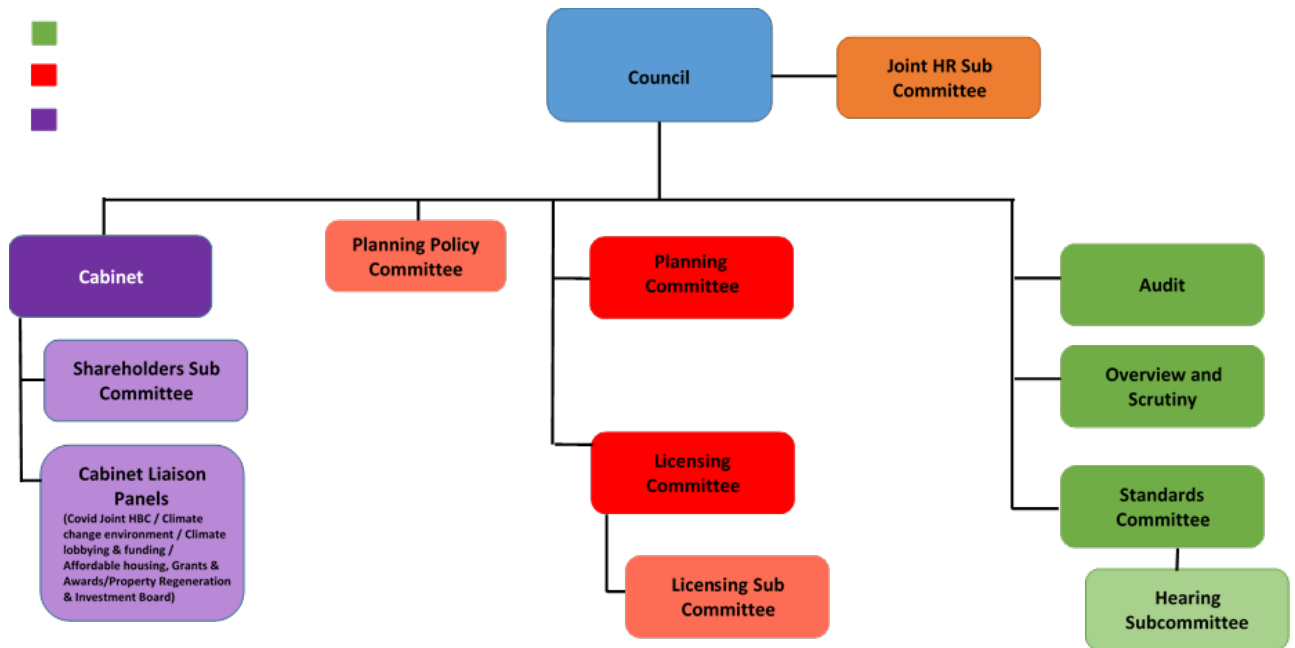 Council
Joint HR Sub
Committee
Cabinet
Planning Policy
Committee
Planning
Committee
Audit
Shareholders Sub
Committee
Overview and
Scrutiny
Cabinet Liaison
Panels
(Covid Joint HBC / Climate
change environment / Climate
lobbying & funding /
Affordable housing, Grants &
Awards/Property Regeneration
& Investment Board)
Licensing
Committee
Standards
Committee
Licensing Sub
Committee
Hearing
Subcommittee